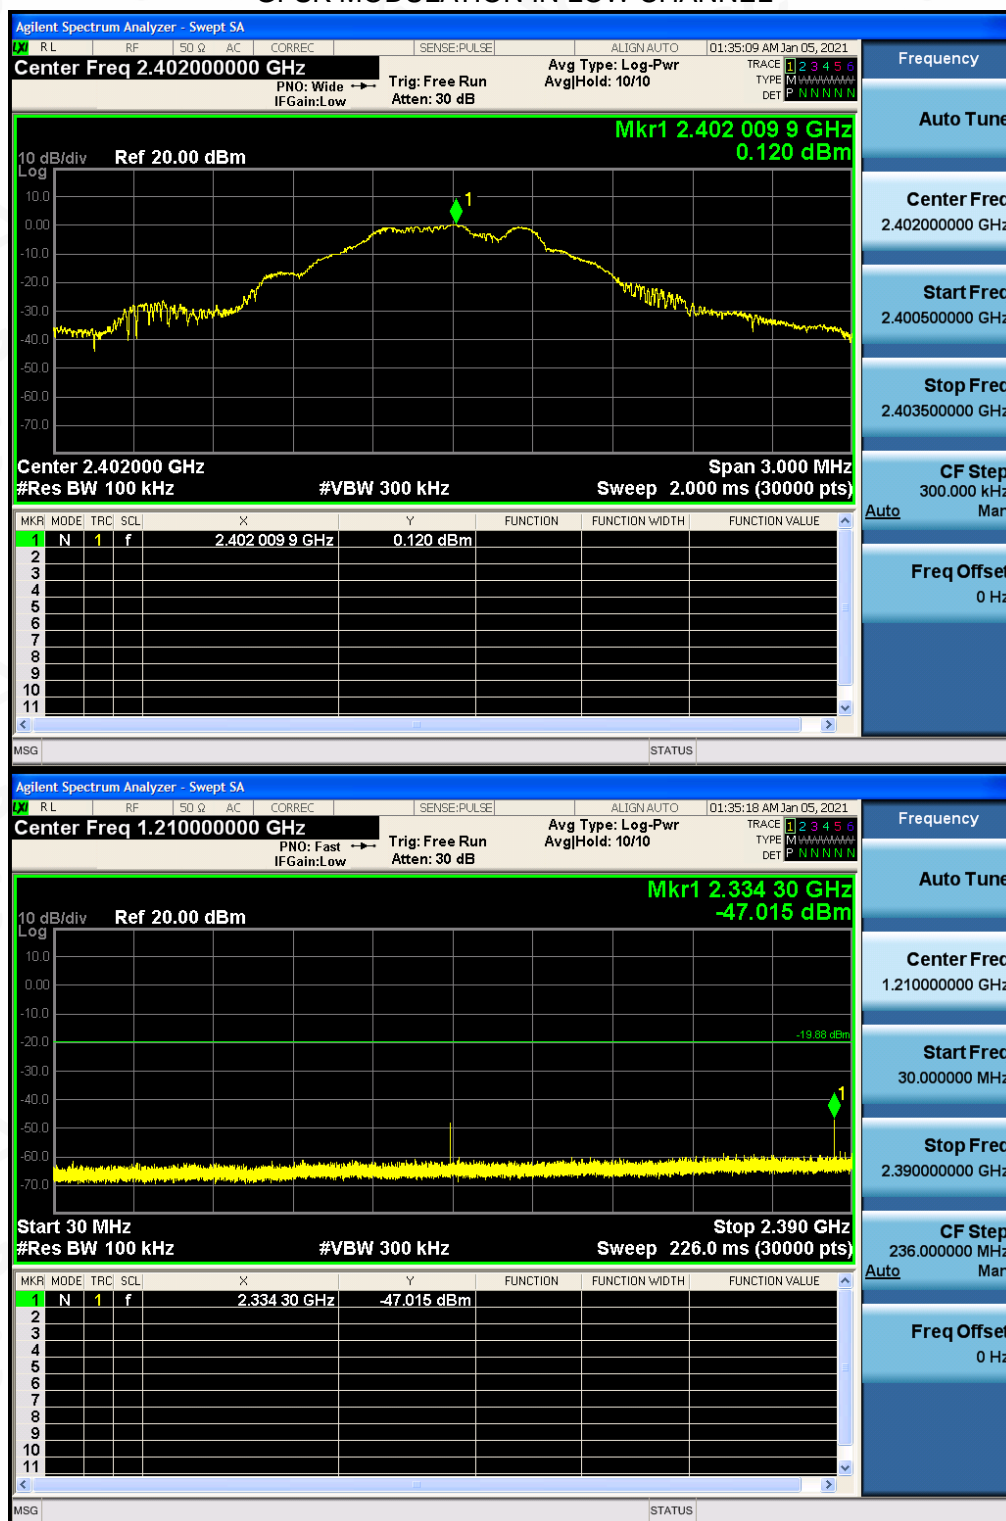 GFSK MODULATION IN LOW CHANNEL
Agilent Spectrum Analyzer - Swept SA
LXI RL RF 50 Ω AC CORREC SENSE:PULSE ALIGN AUTO 01:35:09 AM Jan 05, 2021
Center Freq 2.402000000 GHz
PNO: Wide
IFGain:Low
Trig: Free Run
Atten: 30 dB
Avg Type: Log-Pwr
Avg|Hold: 10/10
TRACE 1 2 3 4 5 6
TYPE M
DET P N N N N N
Frequency
Mkr1 2.402 009 9 GHz
0.120 dBm
10 dB/div Ref 20.00 dBm
Log
10.0
0.00
-10.0
-20.0
-30.0
-40.0
-50.0
-60.0
-70.0
1
Center 2.402000 GHz Span 3.000 MHz
#Res BW 100 kHz #VBW 300 kHz Sweep 2.000 ms (30000 pts)
MKR MODE TRC SCL X Y FUNCTION FUNCTION WIDTH FUNCTION VALUE
1 N 1 f 2.402 009 9 GHz 0.120 dBm
2
3
4
5
6
7
8
9
10
11
MSG STATUS
Auto Tune
Center Freq
2.402000000 GHz
Start Freq
2.400500000 GHz
Stop Freq
2.403500000 GHz
CF Step
300.000 kHz
Auto Man
Freq Offset
0 Hz
Agilent Spectrum Analyzer - Swept SA
LXI RL RF 50 Ω AC CORREC SENSE:PULSE ALIGN AUTO 01:35:18 AM Jan 05, 2021
Center Freq 1.210000000 GHz
PNO: Fast
IFGain:Low
Trig: Free Run
Atten: 30 dB
Avg Type: Log-Pwr
Avg|Hold: 10/10
TRACE 1 2 3 4 5 6
TYPE M
DET P N N N N N
Frequency
Mkr1 2.334 30 GHz
-47.015 dBm
10 dB/div Ref 20.00 dBm
Log
10.0
0.00
-10.0
-20.0
-30.0
-40.0
-50.0
-60.0
-70.0
-19.88 dBm
1
Start 30 MHz Stop 2.390 GHz
#Res BW 100 kHz #VBW 300 kHz Sweep 226.0 ms (30000 pts)
MKR MODE TRC SCL X Y FUNCTION FUNCTION WIDTH FUNCTION VALUE
1 N 1 f 2.334 30 GHz -47.015 dBm
2
3
4
5
6
7
8
9
10
11
MSG STATUS
Auto Tune
Center Freq
1.210000000 GHz
Start Freq
30.000000 MHz
Stop Freq
2.390000000 GHz
CF Step
236.000000 MHz
Auto Man
Freq Offset
0 Hz